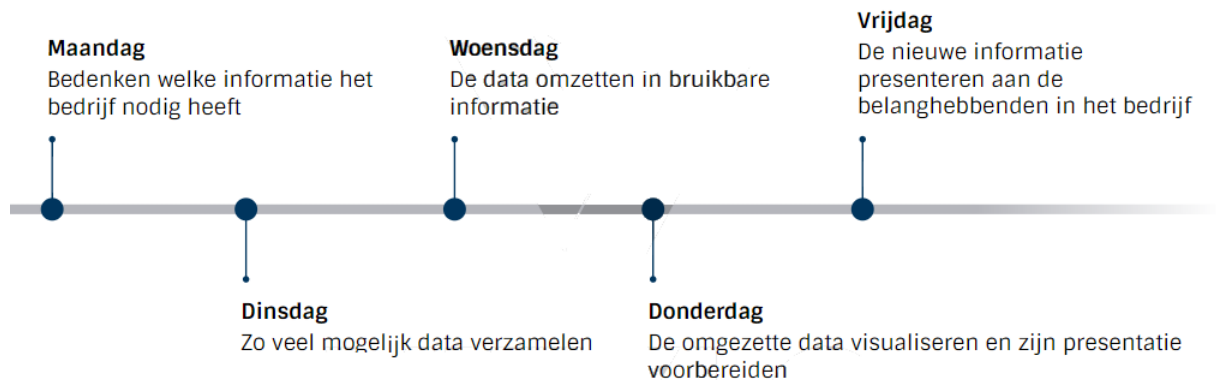 Maandag
Bedenken welke informatie het
bedrijf nodig heeft
Dinsdag
Zo veel mogelijk data verzamelen
Woensdag
De data omzetten in bruikbare
informatie
Donderdag
De omgezette data visualiseren en zijn presentatie
voorbereiden
Vrijdag
De nieuwe informatie
presenteren aan de
belanghebbenden in het bedrijf